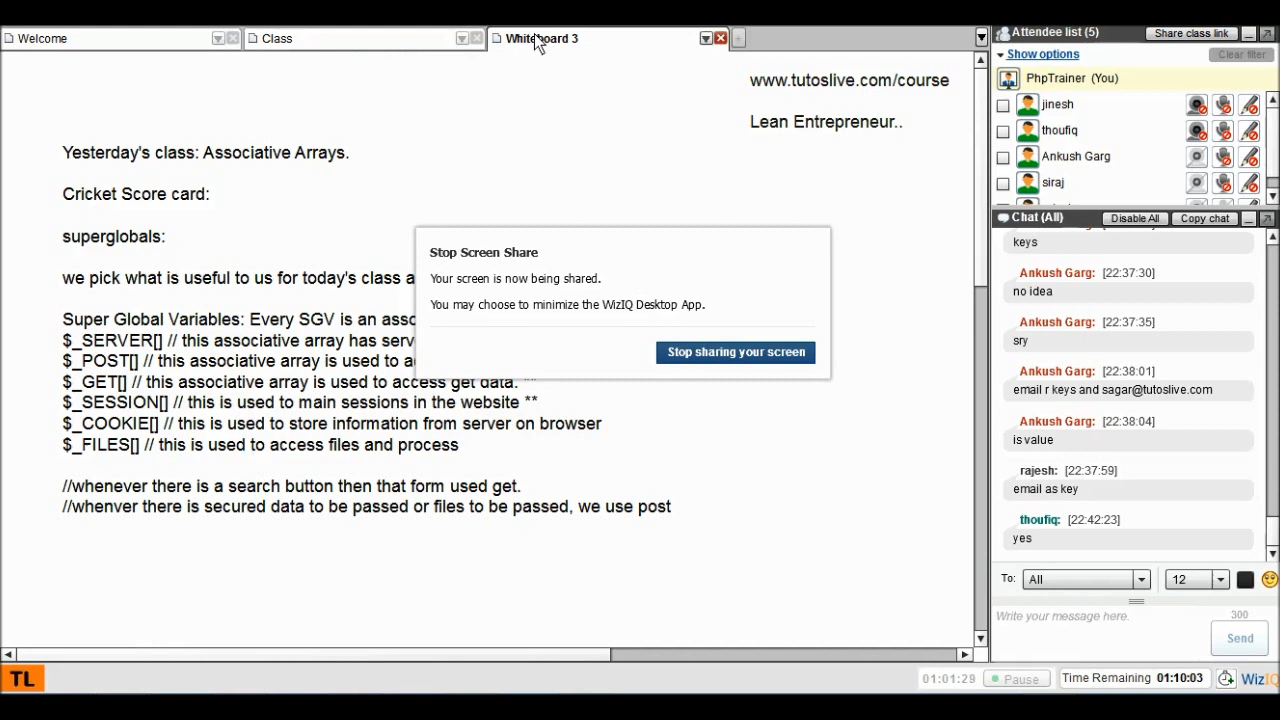 Welcome
Class
Whiteboard 3
www.tutoslive.com/course
Lean Entrepreneur..
Yesterday's class: Associative Arrays.
Cricket Score card:
superglobals:
we pick what is useful to us for today's class a
Super Global Variables: Every SGV is an asso
$_SERVER[] // this associative array has serv
$_POST[] // this associative array is used to ac
$_GET[] // this associative array is used to access get data. **
$_SESSION[] // this is used to main sessions in the website **
$_COOKIE[] // this is used to store information from server on browser
$_FILES[] // this is used to access files and process
//whenever there is a search button then that form used get.
//whenver there is secured data to be passed or files to be passed, we use post
Stop Screen Share
Your screen is now being shared.
You may choose to minimize the WizIQ Desktop App.
Stop sharing your screen
Attendee list (5)
Share class link
Show options
Clear filter
PhpTrainer (You)
jinesh
thoufiq
Ankush Garg
siraj
Chat (All)
Disable All
Copy chat
keys
Ankush Garg: [22:37:30]
no idea
Ankush Garg: [22:37:35]
sry
Ankush Garg: [22:38:01]
email r keys and sagar@tutoslive.com
Ankush Garg: [22:38:04]
is value
rajesh: [22:37:59]
email as key
thoufiq: [22:42:23]
yes
To: All 12
Write your message here.
300
Send
TL
01:01:29 Pause Time Remaining 01:10:03 WizIQ